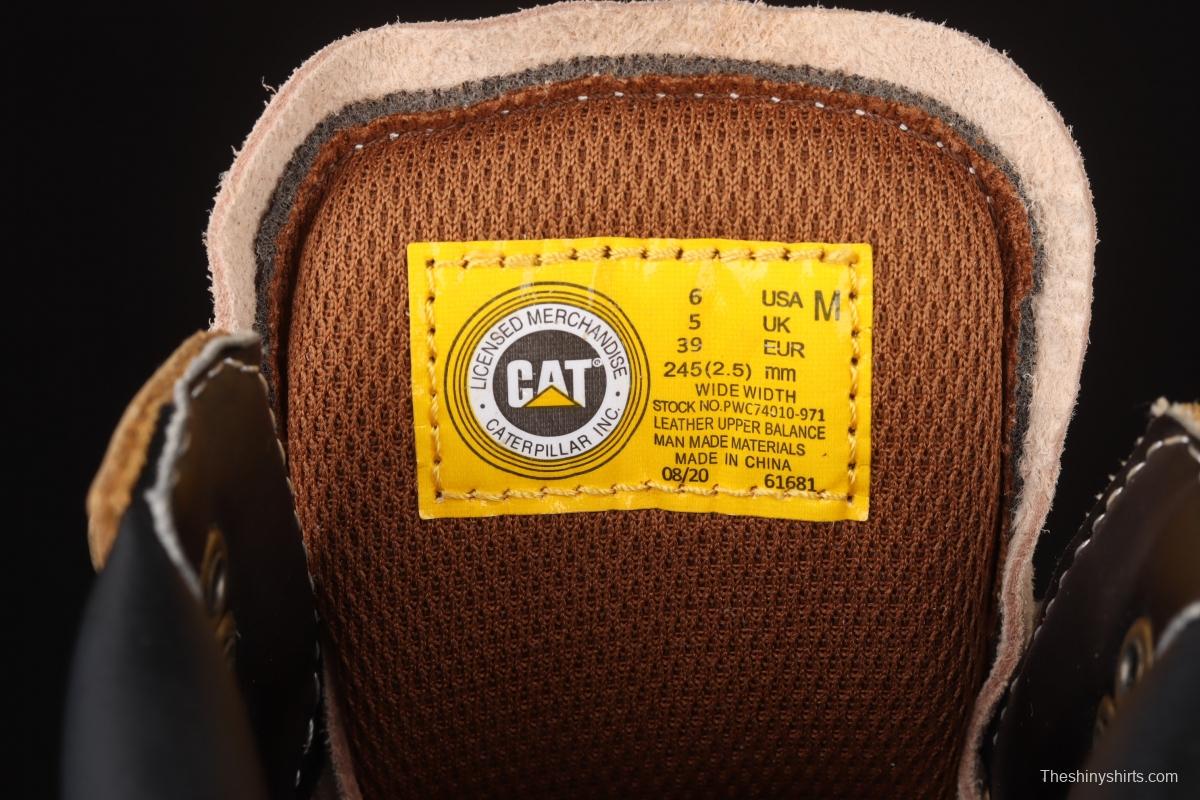 LICENSED MERCHANDISE
CAT®
CATERPILLAR INC.
6 USA M
5 UK
39 EUR
245(2.5) mm
WIDE WIDTH
STOCK NO.PWC74010-971
LEATHER UPPER BALANCE
MAN MADE MATERIALS
MADE IN CHINA
08/20 61681
Theshinyshirts.com